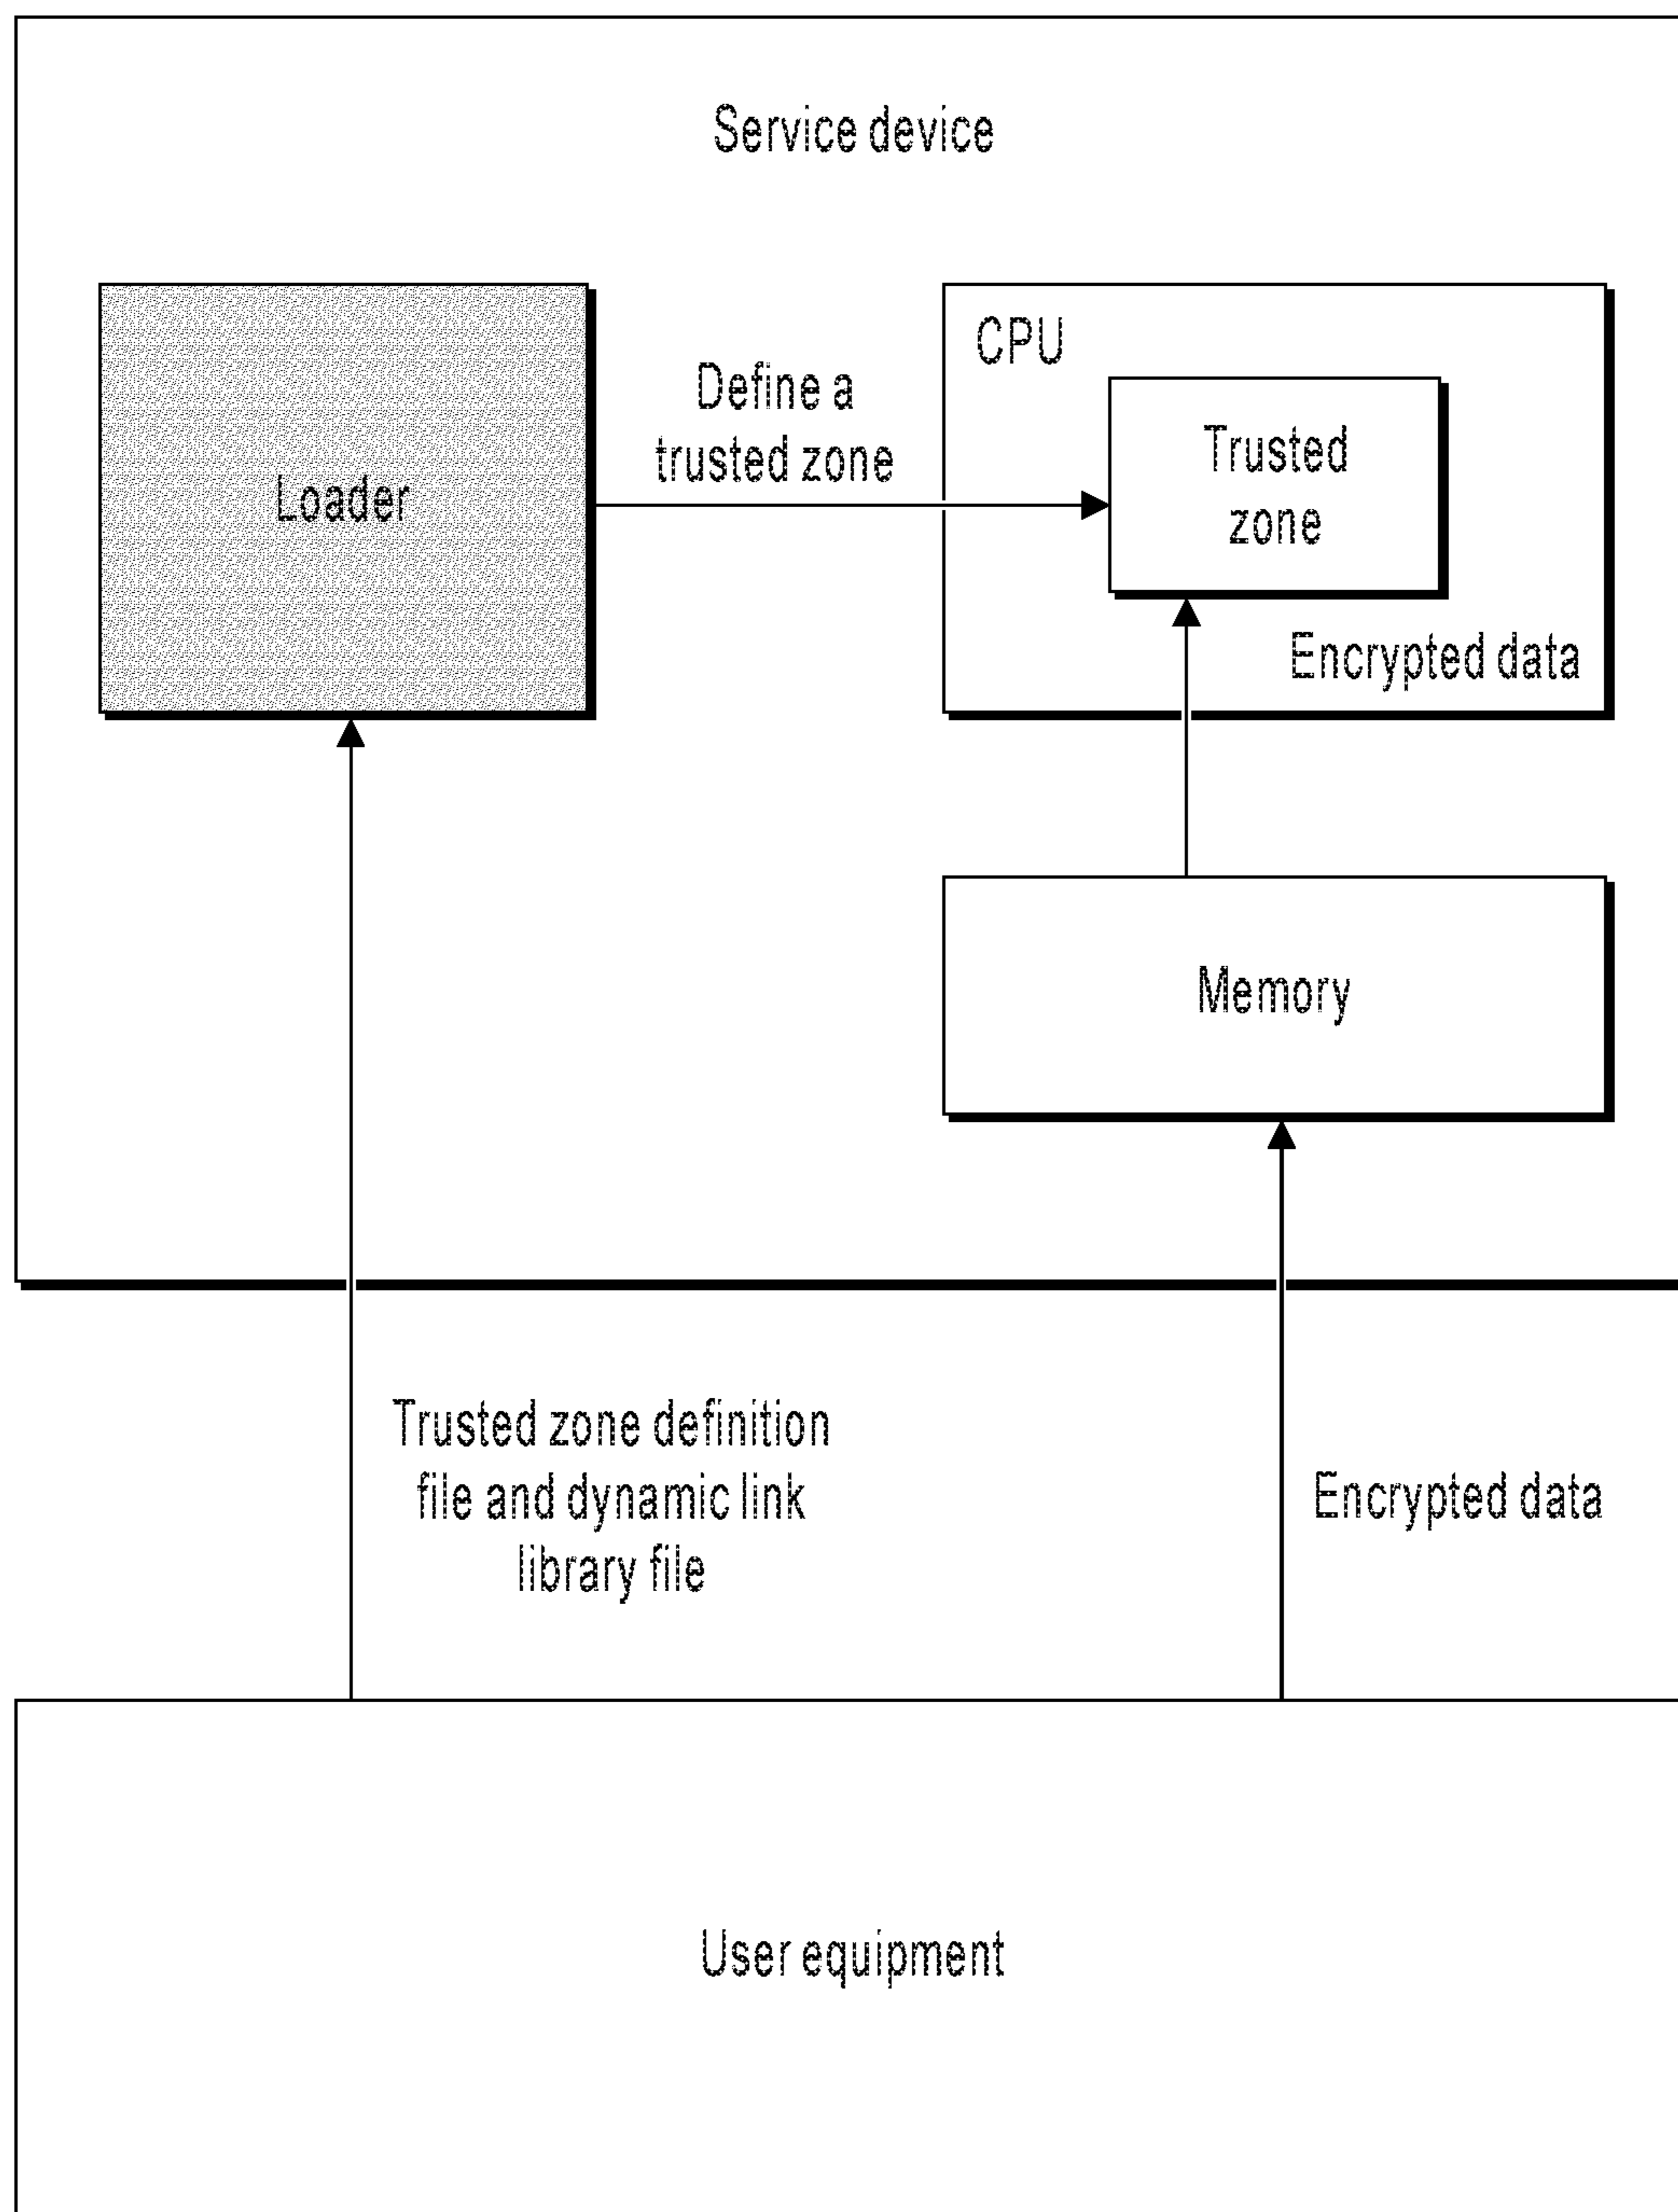 Service device
CPU
Define a
trusted zone
Loader
Trusted
zone
Encrypted data
Memory
Trusted zone definition
file and dynamic link
library file
Encrypted data
User equipment